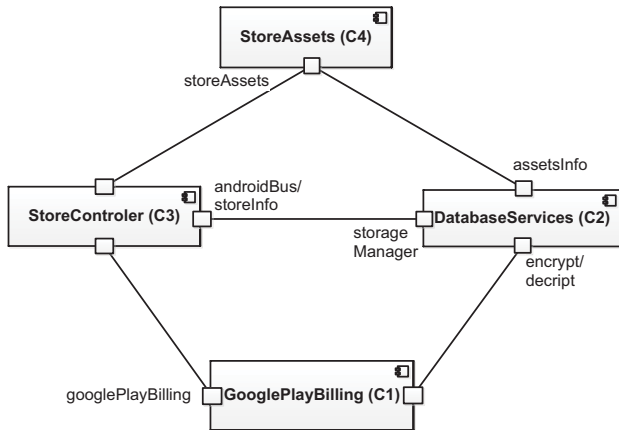 StoreAssets (C4)
storeAssets
assetsInfo
androidBus/
storeInfo
StoreControler (C3)
DatabaseServices (C2)
storage
Manager
encrypt/
decript
googlePlayBilling
GooglePlayBilling (C1)